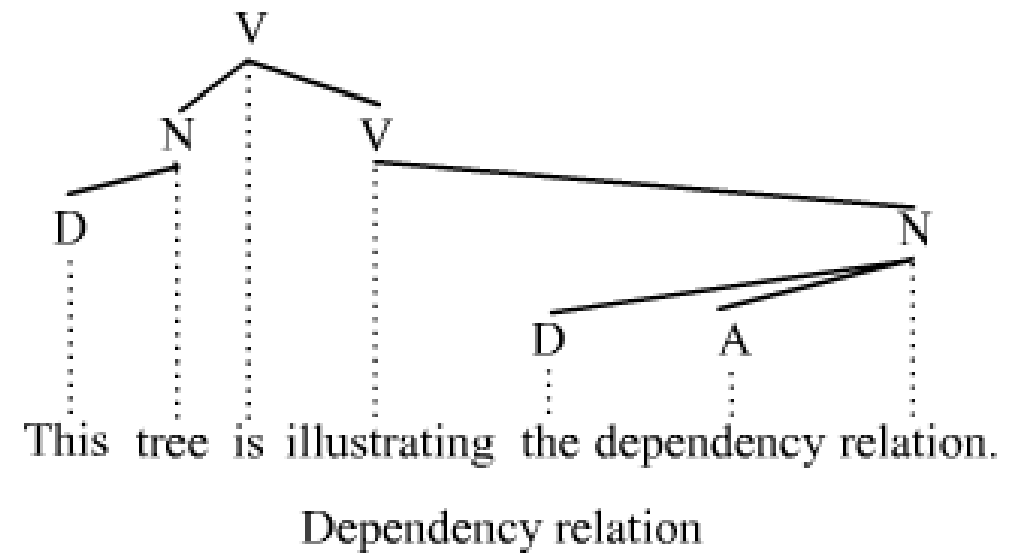 V
N V
D N
D A
This tree is illustrating the dependency relation.
Dependency relation